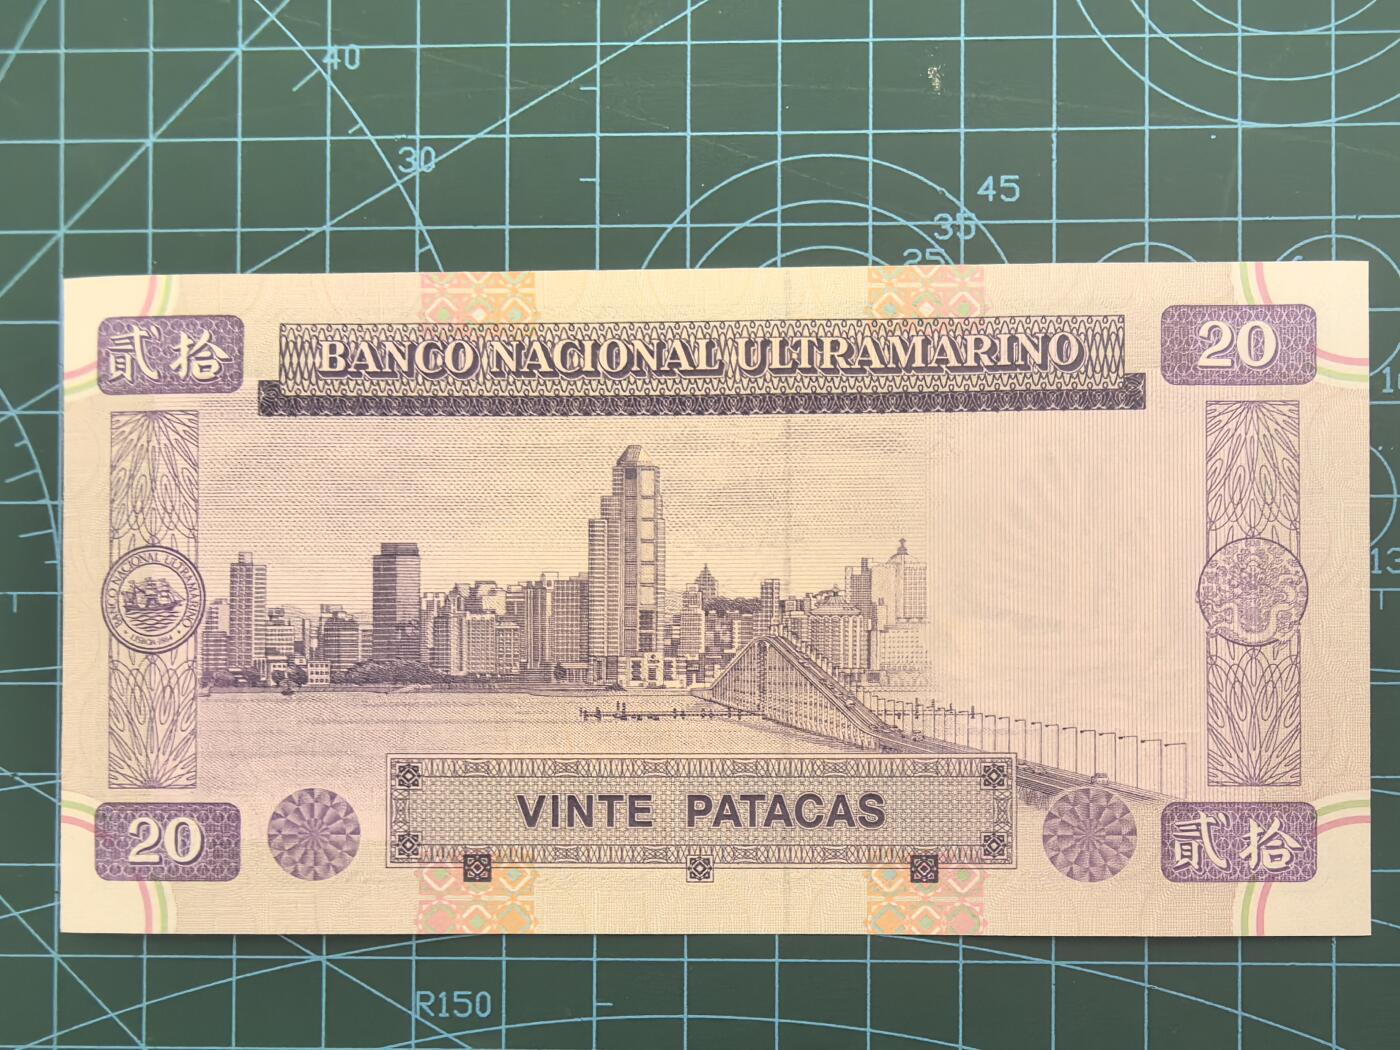 40
30
45
35
25
貳拾
BANCO NACIONAL ULTRAMARINO
20
BANCO NACIONAL ULTRAMARINO
LISBOA 1864
13
VINTE PATACAS
20
貳拾
R150